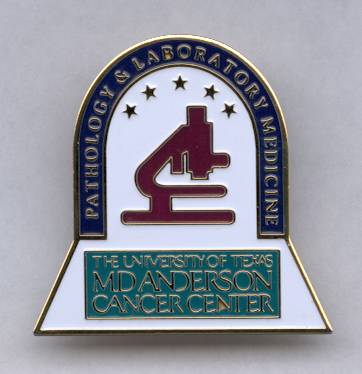 PATHOLOGY & LABORATORY MEDICINE
THE UNIVERSITY OF TEXAS
MD ANDERSON
CANCER CENTER